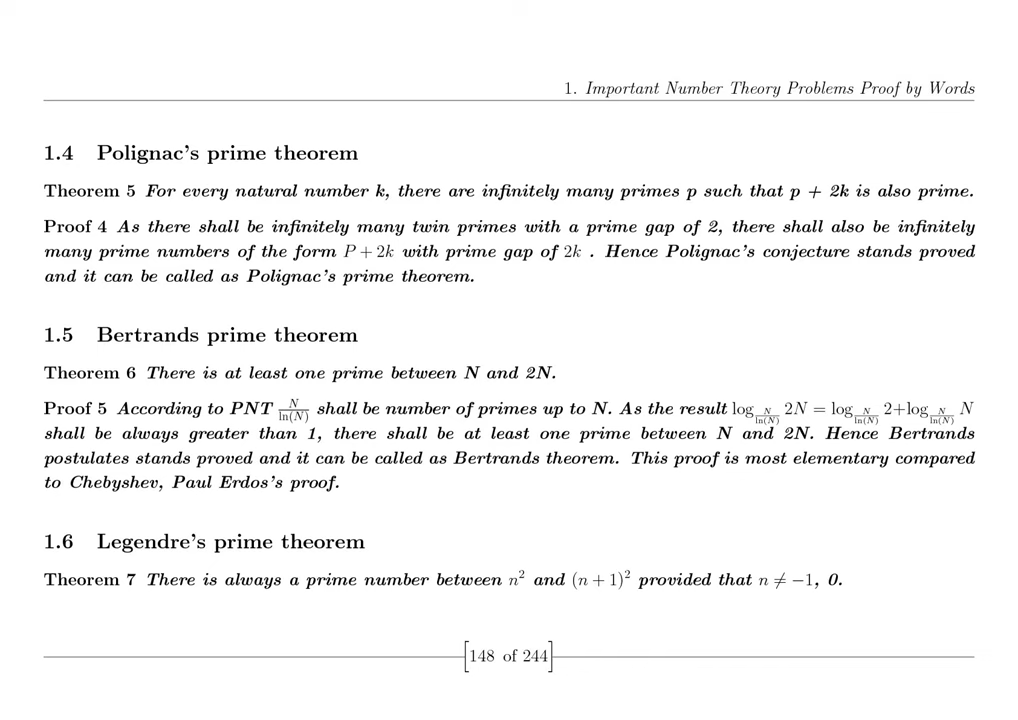 1. Important Number Theory Problems Proof by Words
1.4 Polignac's prime theorem
Theorem 5 For every natural number k, there are infinitely many primes p such that p + 2k is also prime.
Proof 4 As there shall be infinitely many twin primes with a prime gap of 2, there shall also be infinitely
many prime numbers of the form P + 2k with prime gap of 2k . Hence Polignac's conjecture stands proved
and it can be called as Polignac's prime theorem.
1.5 Bertrands prime theorem
Theorem 6 There is at least one prime between N and 2N.
Proof 5 According to PNT \frac{N}{\ln(N)} shall be number of primes up to N. As the result \log_{\frac{N}{\ln(N)}} 2N = \log_{\frac{N}{\ln(N)}} 2+\log_{\frac{N}{\ln(N)}} N
shall be always greater than 1, there shall be at least one prime between N and 2N. Hence Bertrands
postulates stands proved and it can be called as Bertrands theorem. This proof is most elementary compared
to Chebyshev, Paul Erdos's proof.
1.6 Legendre's prime theorem
Theorem 7 There is always a prime number between n² and (n + 1)² provided that n ≠ −1, 0.
[148 of 244]